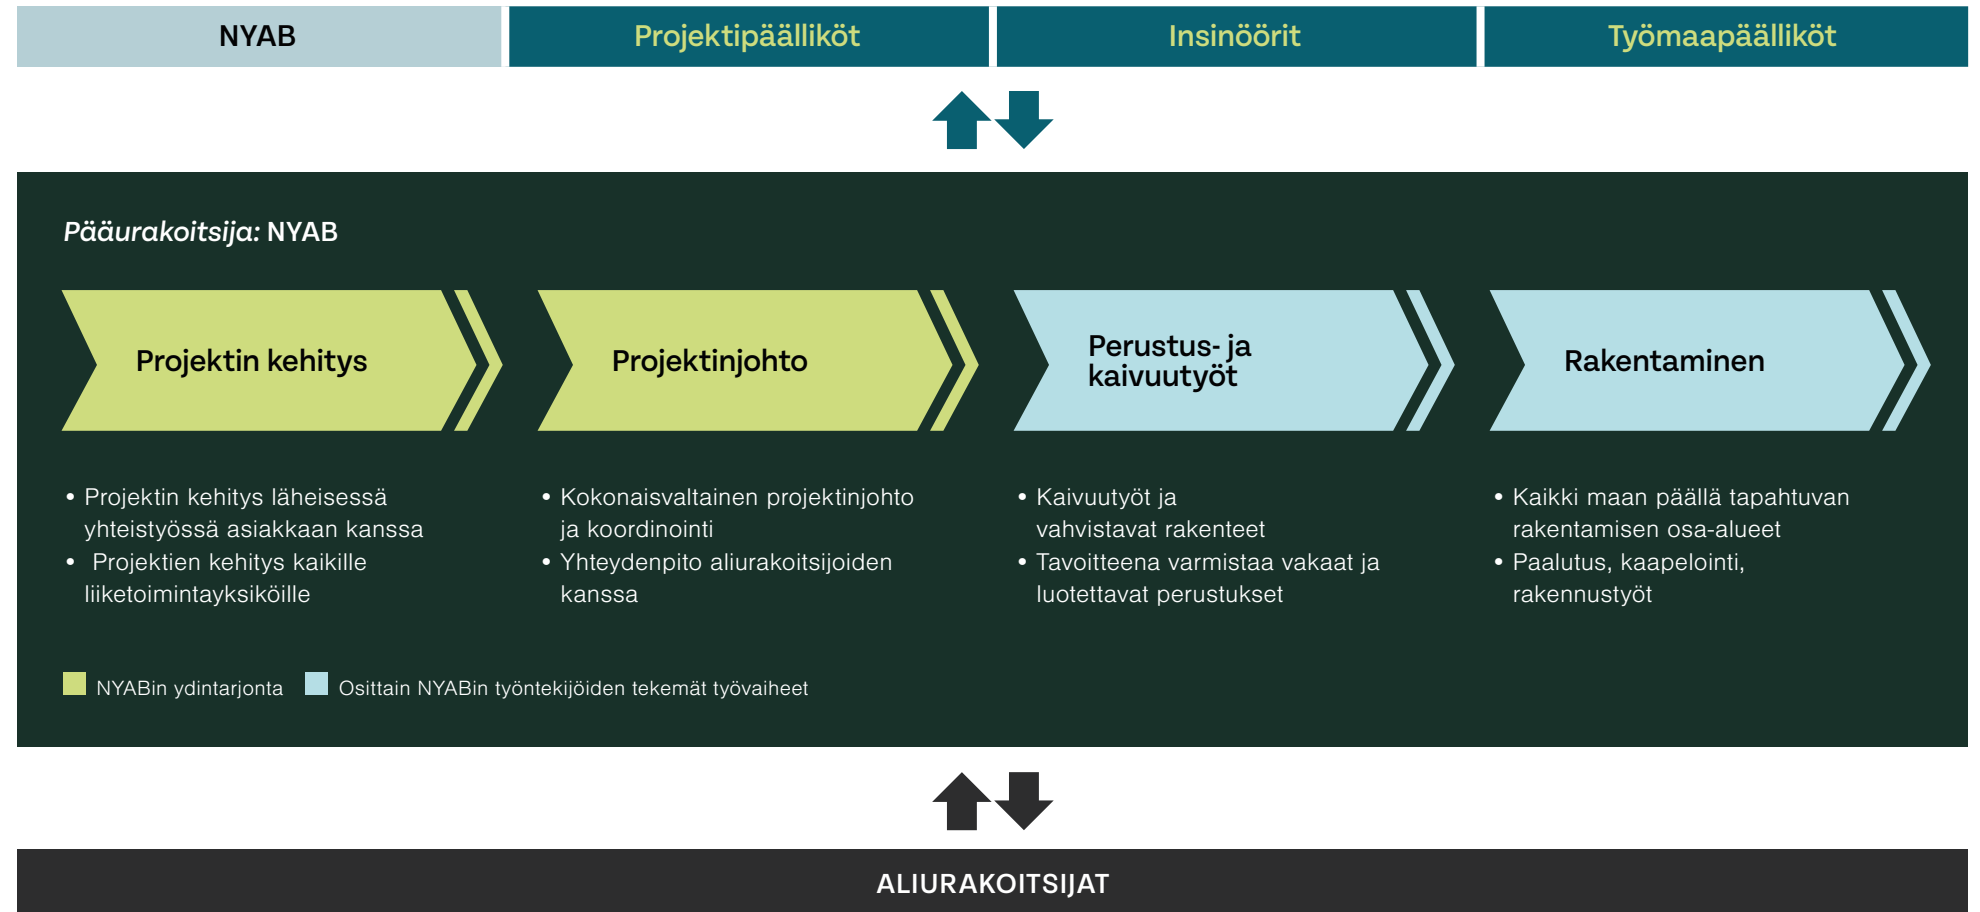 NYAB
Projektipäälliköt
Insinöörit
Työmaapäälliköt
Pääurakoitsija: NYAB
Projektin kehitys
Projektinjohto
Perustus- ja
kaivuutyöt
Rakentaminen
• Projektin kehitys läheisessä
yhteistyössä asiakkaan kanssa
• Projektien kehitys kaikille
liiketoimintayksiköille
• Kokonaisvaltainen projektinjohto
ja koordinointi
• Yhteydenpito aliurakoitsijoiden
kanssa
• Kaivuutyöt ja
vahvistavat rakenteet
• Tavoitteena varmistaa vakaat ja
luotettavat perustukset
• Kaikki maan päällä tapahtuvan
rakentamisen osa-alueet
• Paalutus, kaapelointi,
rakennustyöt
NYABin ydintarjonta
Osittain NYABin työntekijöiden tekemät työvaiheet
ALIURAKOITSIJAT